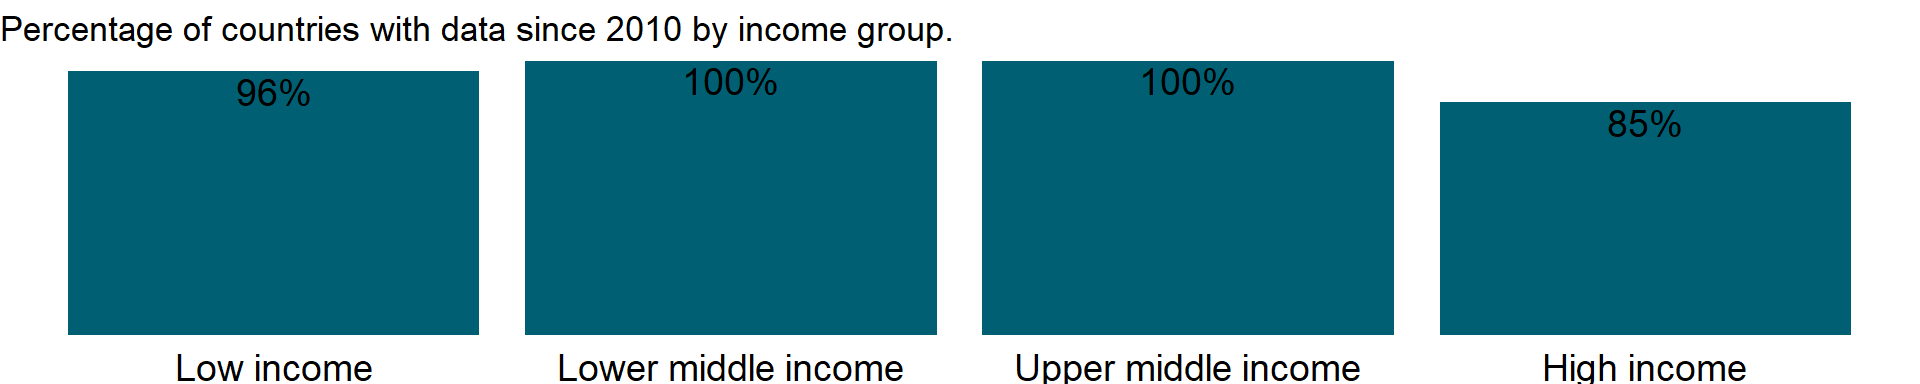 Percentage of countries with data since 2010 by income group.
96%
100%
100%
85%
Low income
Lower middle income
Upper middle income
High income